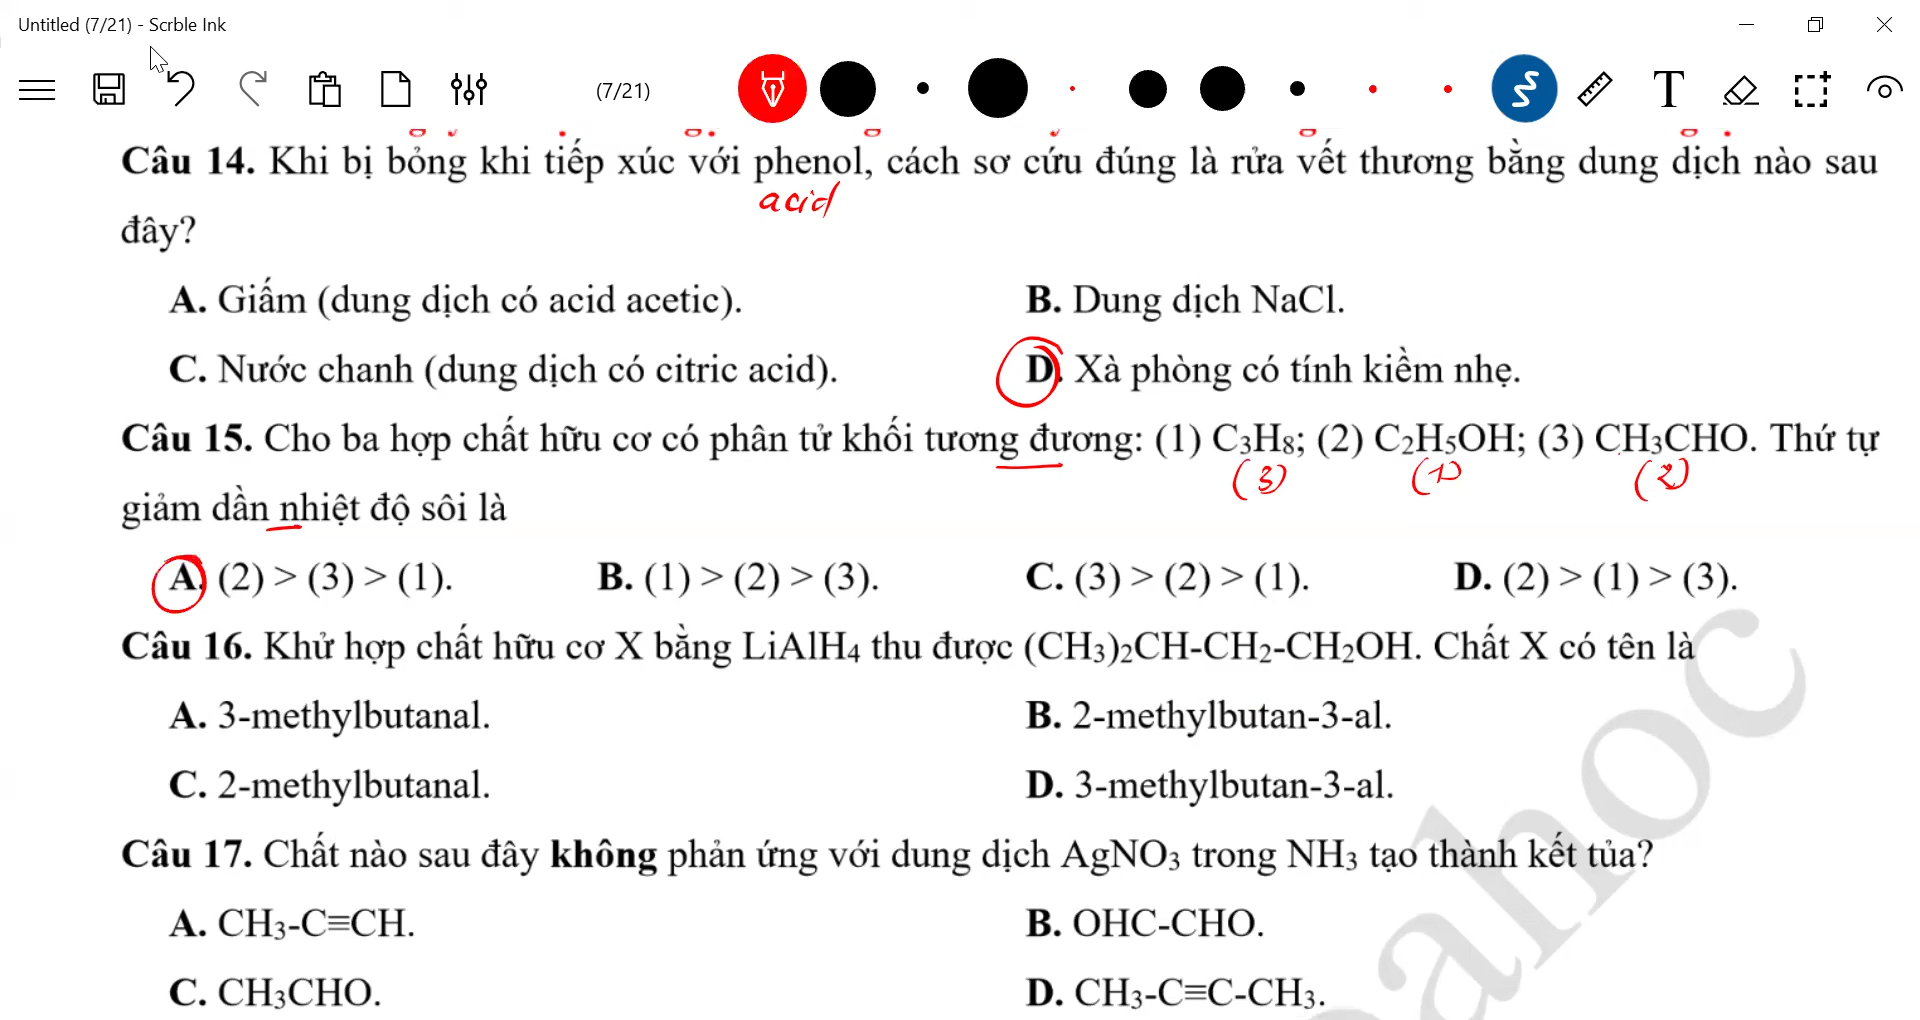 Untitled (7/21) - Scrble Ink
(7/21)
T
Câu 14. Khi bị bỏng khi tiếp xúc với phenol, cách sơ cứu đúng là rửa vết thương bằng dung dịch nào sau
acid
đây?
A. Giấm (dung dịch có acid acetic). B. Dung dịch NaCl.
C. Nước chanh (dung dịch có citric acid). D. Xà phòng có tính kiềm nhẹ.
Câu 15. Cho ba hợp chất hữu cơ có phân tử khối tương đương: (1) C₃H₈; (2) C₂H₅OH; (3) CH₃CHO. Thứ tự
(3) (1) (2)
giảm dần nhiệt độ sôi là
A. (2) > (3) > (1). B. (1) > (2) > (3). C. (3) > (2) > (1). D. (2) > (1) > (3).
Câu 16. Khử hợp chất hữu cơ X bằng LiAlH₄ thu được (CH₃)₂CH-CH₂-CH₂OH. Chất X có tên là
A. 3-methylbutanal. B. 2-methylbutan-3-al.
C. 2-methylbutanal. D. 3-methylbutan-3-al.
Câu 17. Chất nào sau đây không phản ứng với dung dịch AgNO₃ trong NH₃ tạo thành kết tủa?
A. CH₃-C≡CH. B. OHC-CHO.
C. CH₃CHO. D. CH₃-C≡C-CH₃.
ahoc